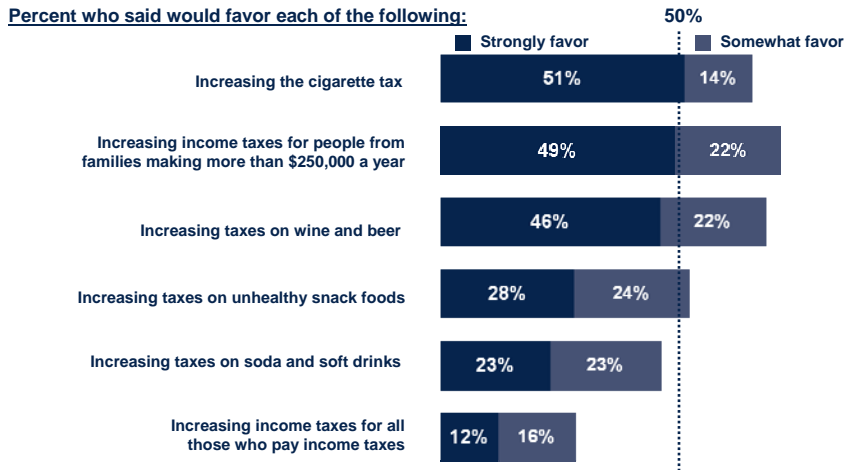 Percent who said would favor each of the following:
50%
Strongly favor
Somewhat favor
Increasing the cigarette tax
51%
14%
Increasing income taxes for people from
families making more than $250,000 a year
49%
22%
Increasing taxes on wine and beer
46%
22%
Increasing taxes on unhealthy snack foods
28%
24%
Increasing taxes on soda and soft drinks
23%
23%
Increasing income taxes for all
those who pay income taxes
12%
16%